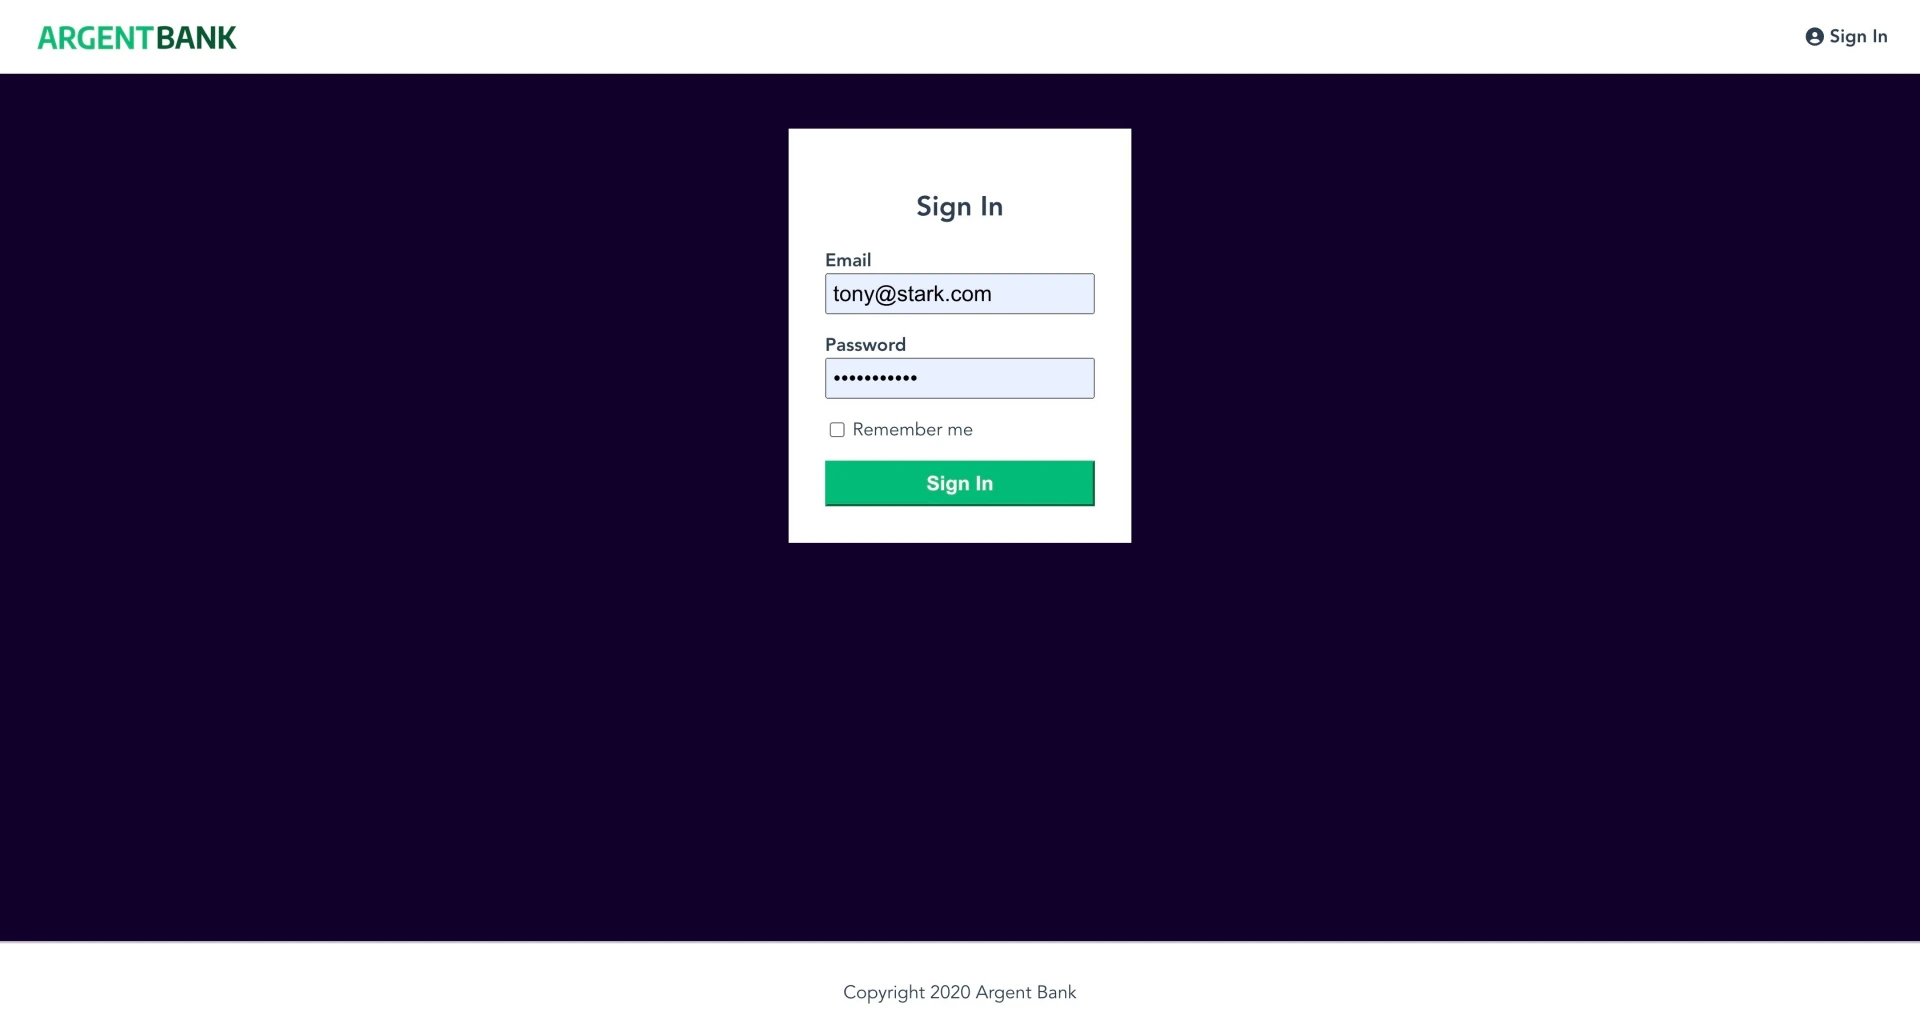 ARGENTBANK
Sign In
Sign In
Email
tony@stark.com
Password
•••••••••••
Remember me
Sign In
Copyright 2020 Argent Bank